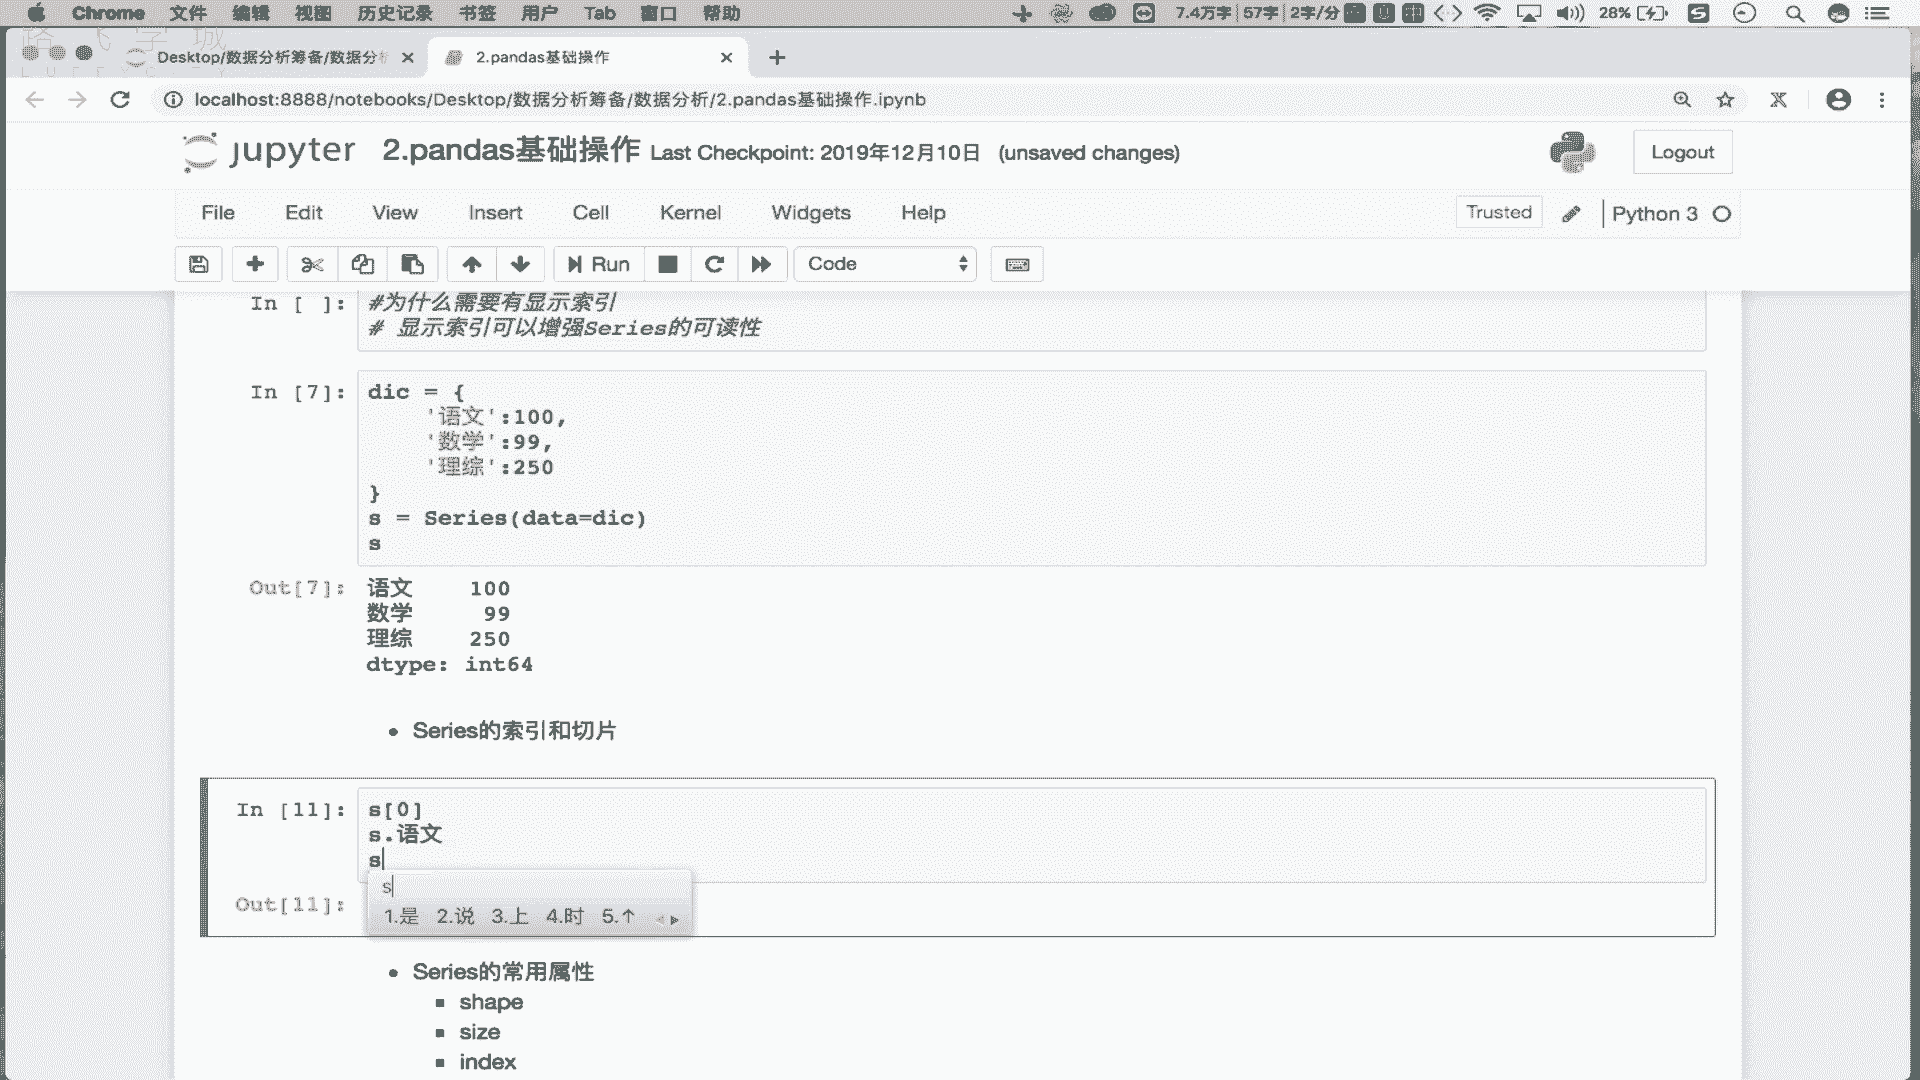 Chrome 文件 编辑 视图 历史记录 书签 用户 Tab 窗口 帮助 7.4万字 57字 2字/分 28%
路 飞 学 城
Desktop/数据分析筹备/数据分析
2.pandas基础操作
localhost:8888/notebooks/Desktop/数据分析筹备/数据分析/2.pandas基础操作.ipynb
jupyter 2.pandas基础操作 Last Checkpoint: 2019年12月10日 (unsaved changes)
Logout
File Edit View Insert Cell Kernel Widgets Help Trusted Python 3
Run Code
In [ ]: #为什么需要有显示索引
# 显示索引可以增强Series的可读性
In [7]: dic = {
'语文':100,
'数学':99,
'理综':250
}
s = Series(data=dic)
s
Out[7]: 语文 100
数学 99
理综 250
dtype: int64
• Series的索引和切片
In [11]: s[0]
s.语文
s
s
Out[11]:
1.是 2.说 3.上 4.时 5.↑
• Series的常用属性
▪ shape
▪ size
▪ index